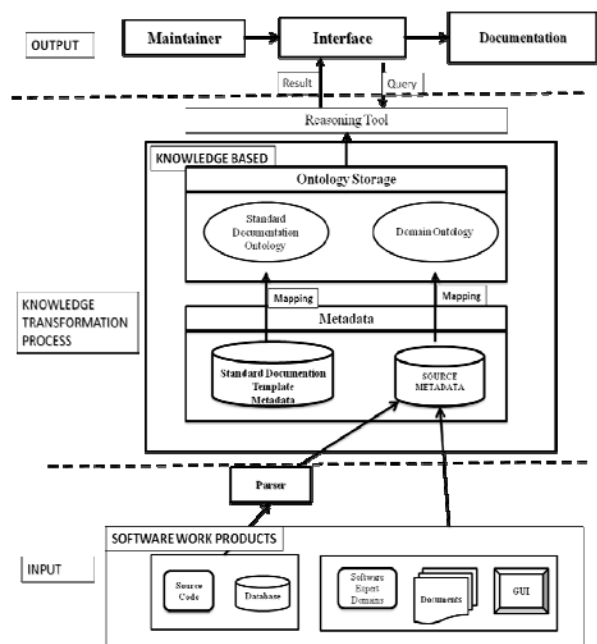 OUTPUT
Maintainer
Interface
Documentation
Result
Query
Reasoning Tool
KNOWLEDGE BASED
Ontology Storage
Standard
Documentation
Ontology
Domain Ontology
KNOWLEDGE
TRANSFORMATION
PROCESS
Mapping
Mapping
Metadata
Standard Documention
Template
Metadata
SOURCE
METADATA
Parser
SOFTWARE WORK PRODUCTS
INPUT
Source
Code
Database
Software
Expert
Domains
Documents
GUI